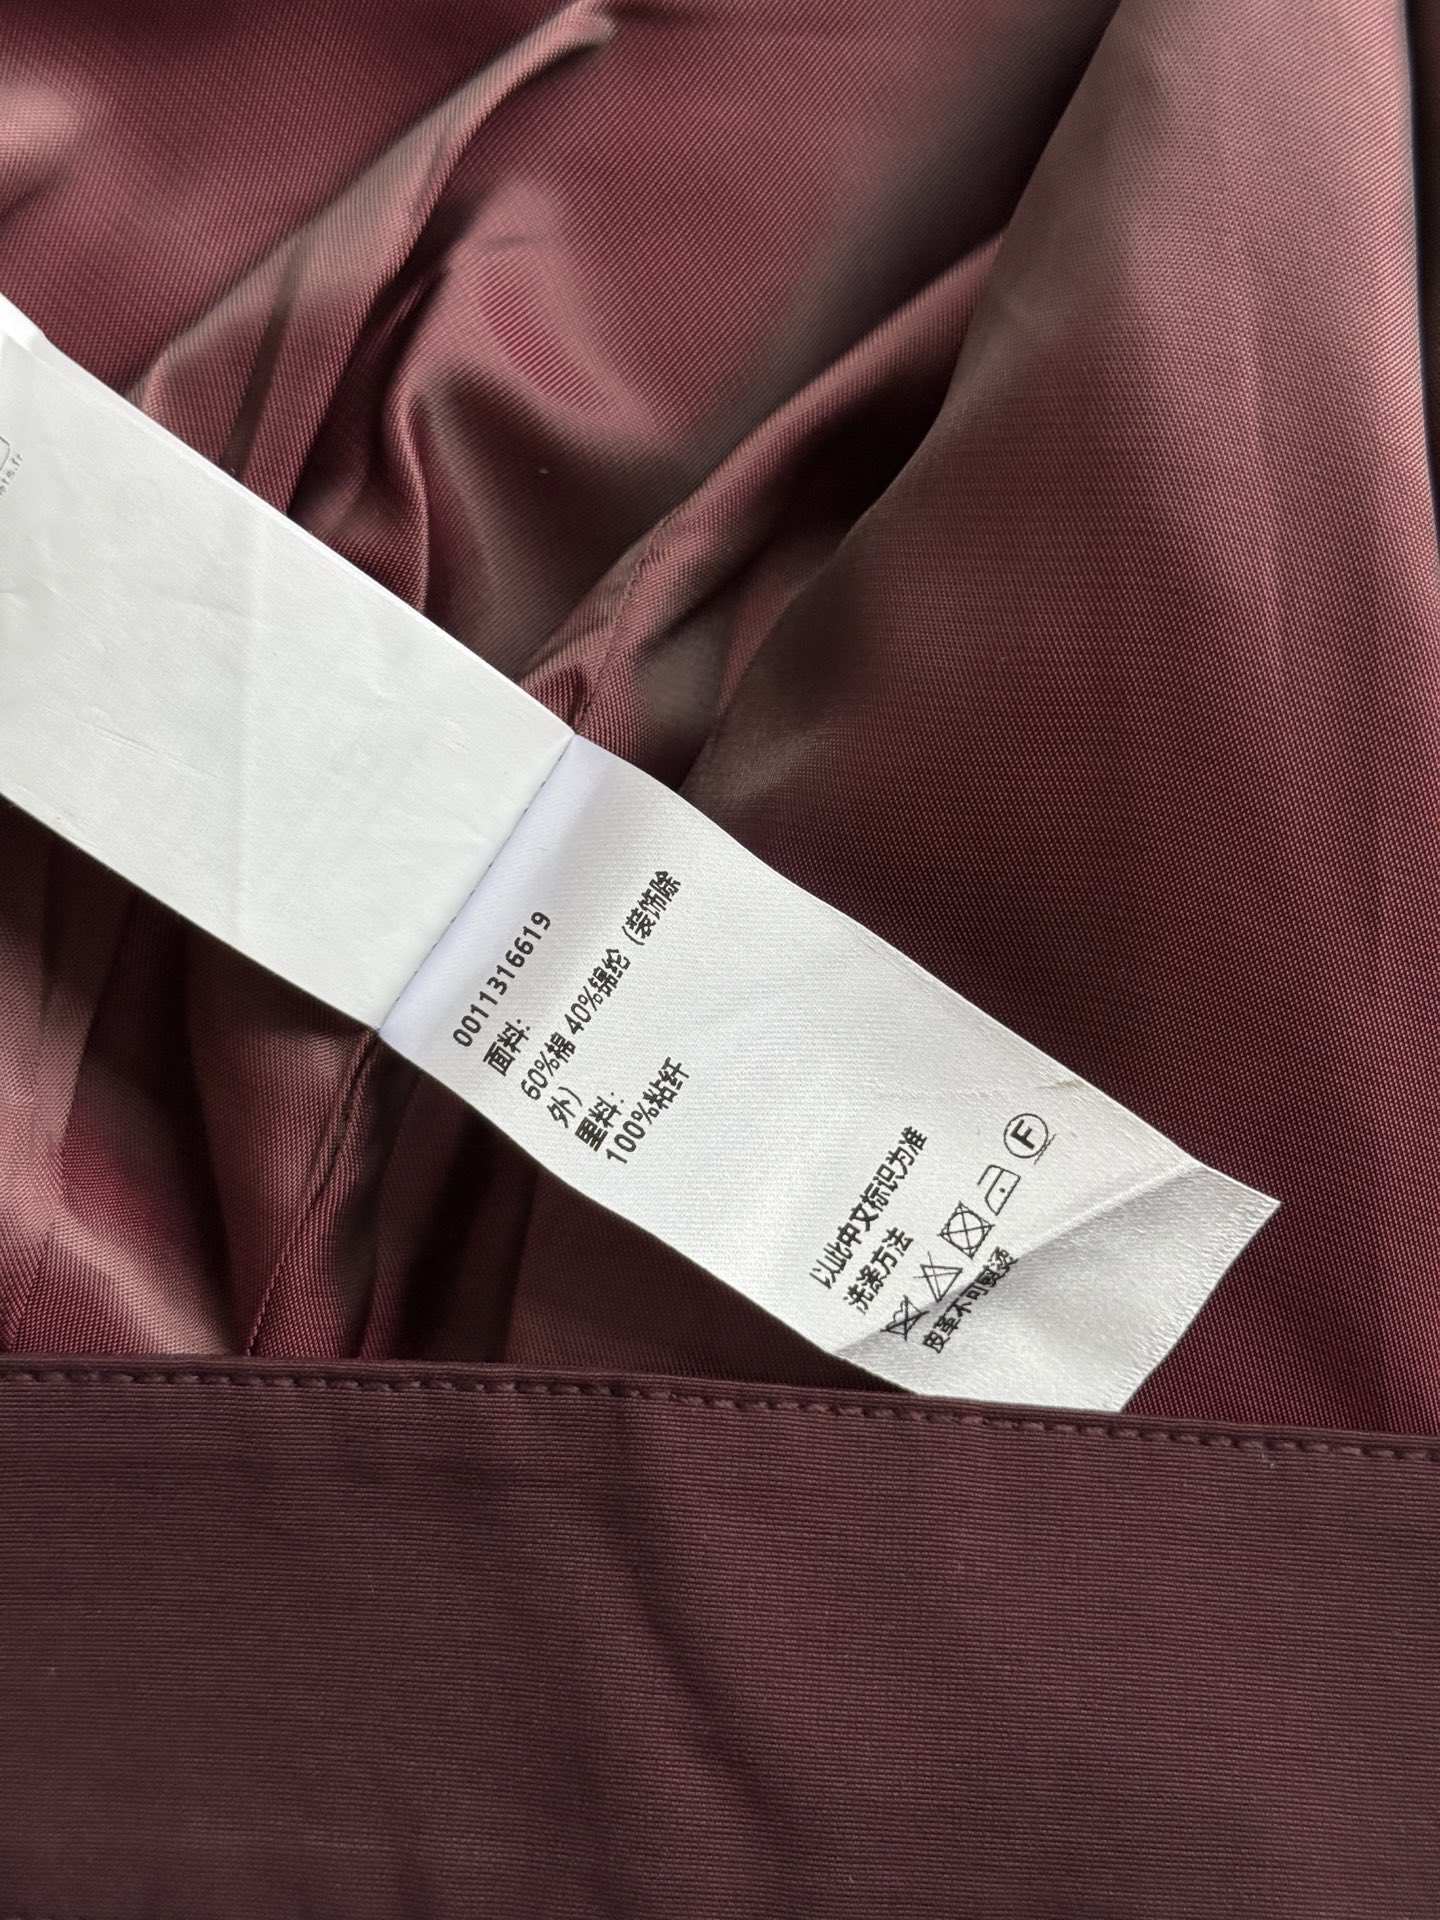 0011316619
面料:
60%棉 40%锦纶 (装饰除
外)
里料:
100%粘纤
以此中文标识为准
洗涤方法
F
皮革不可熨烫